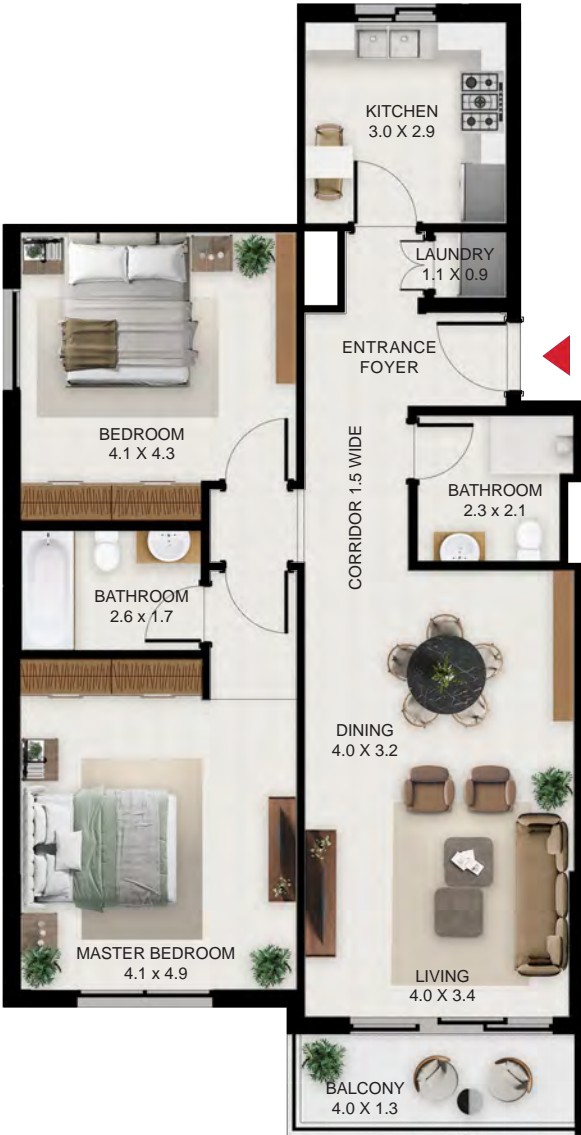 KITCHEN
3.0 X 2.9
LAUNDRY
1.1 X 0.9
ENTRANCE
FOYER
BEDROOM
4.1 X 4.3
CORRIDOR 1.5 WIDE
BATHROOM
2.3 x 2.1
BATHROOM
2.6 x 1.7
DINING
4.0 X 3.2
MASTER BEDROOM
4.1 x 4.9
LIVING
4.0 X 3.4
BALCONY
4.0 X 1.3